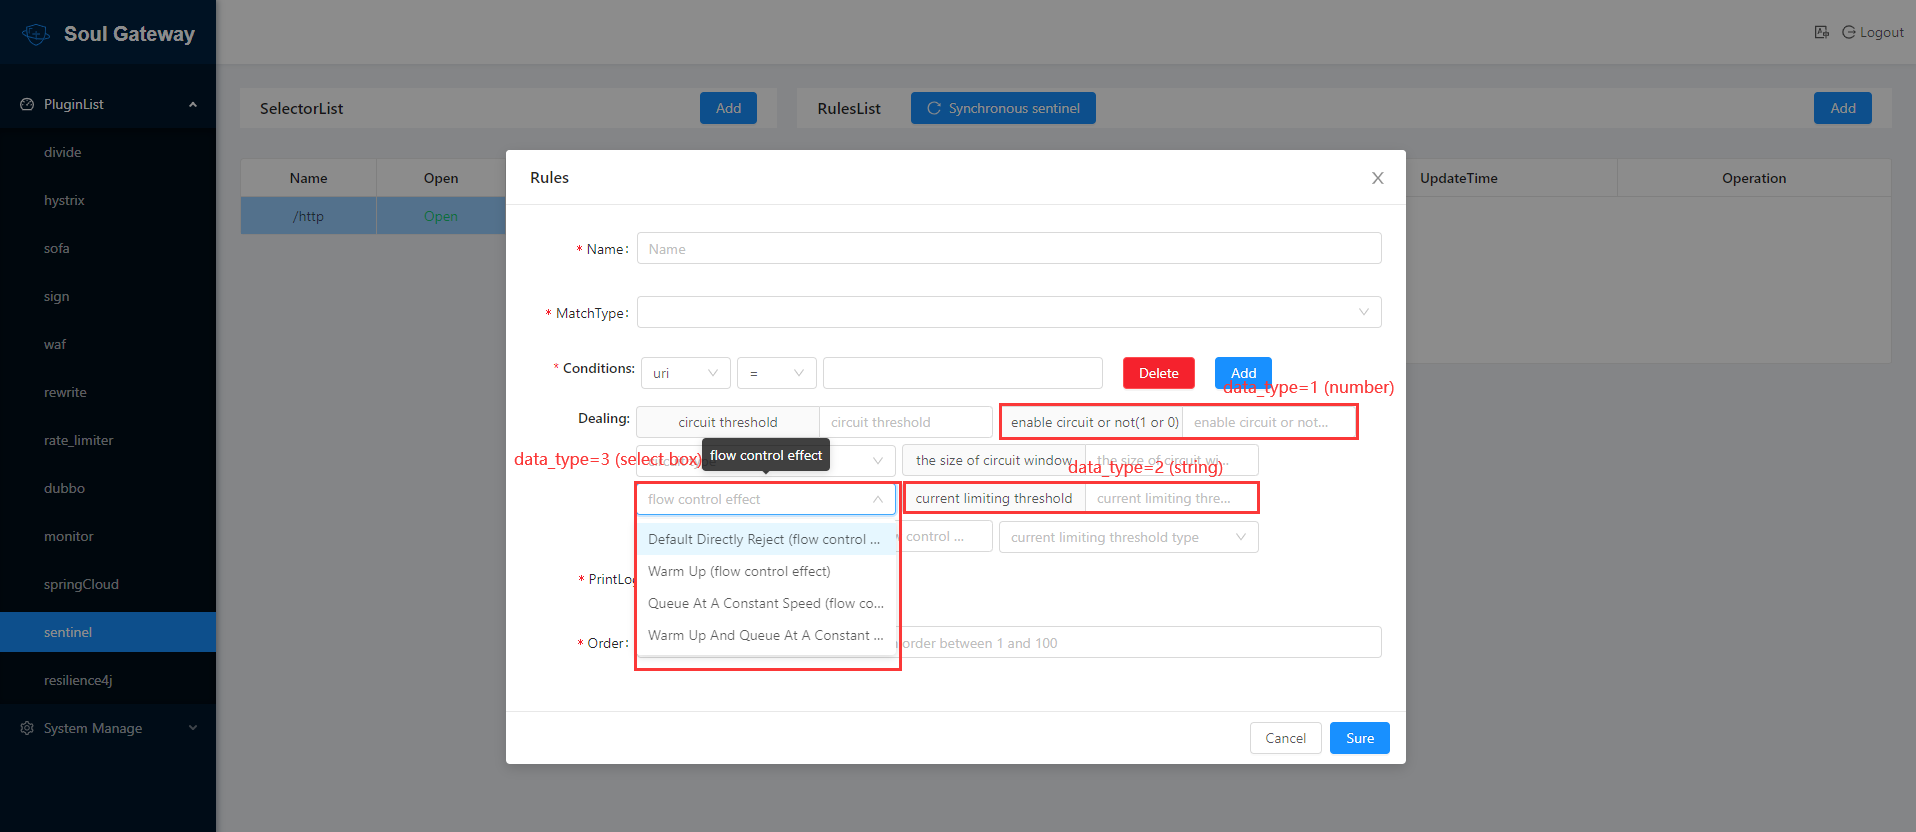 Soul Gateway
Logout
PluginList
divide
hystrix
sofa
sign
waf
rewrite
rate_limiter
dubbo
monitor
springCloud
sentinel
resilience4j
System Manage
SelectorList
Add
RulesList
Synchronous sentinel
Add
Name
Open
UpdateTime
Operation
/http
Open
Rules
* Name:
Name
* MatchType:
* Conditions:
uri
=
Delete
Add
data_type=1 (number)
Dealing:
circuit threshold
circuit threshold
enable circuit or not(1 or 0)
enable circuit or not...
flow control effect
data_type=3 (select box)
the size of circuit window
the size of circuit wi...
data_type=2 (string)
flow control effect
current limiting threshold
current limiting thre...
Default Directly Reject (flow control ...
control ...
current limiting threshold type
Warm Up (flow control effect)
* PrintLog
Queue At A Constant Speed (flow co...
Warm Up And Queue At A Constant ...
* Order:
order between 1 and 100
Cancel
Sure